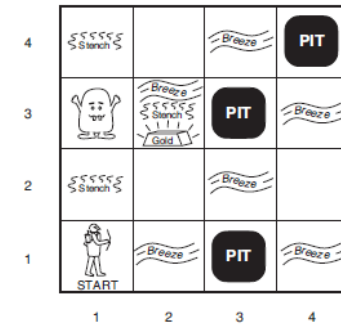 4
Stench
Breeze
PIT
3
Breeze
Stench
Gold
PIT
Breeze
2
Stench
Breeze
1
START
Breeze
PIT
Breeze
1 2 3 4